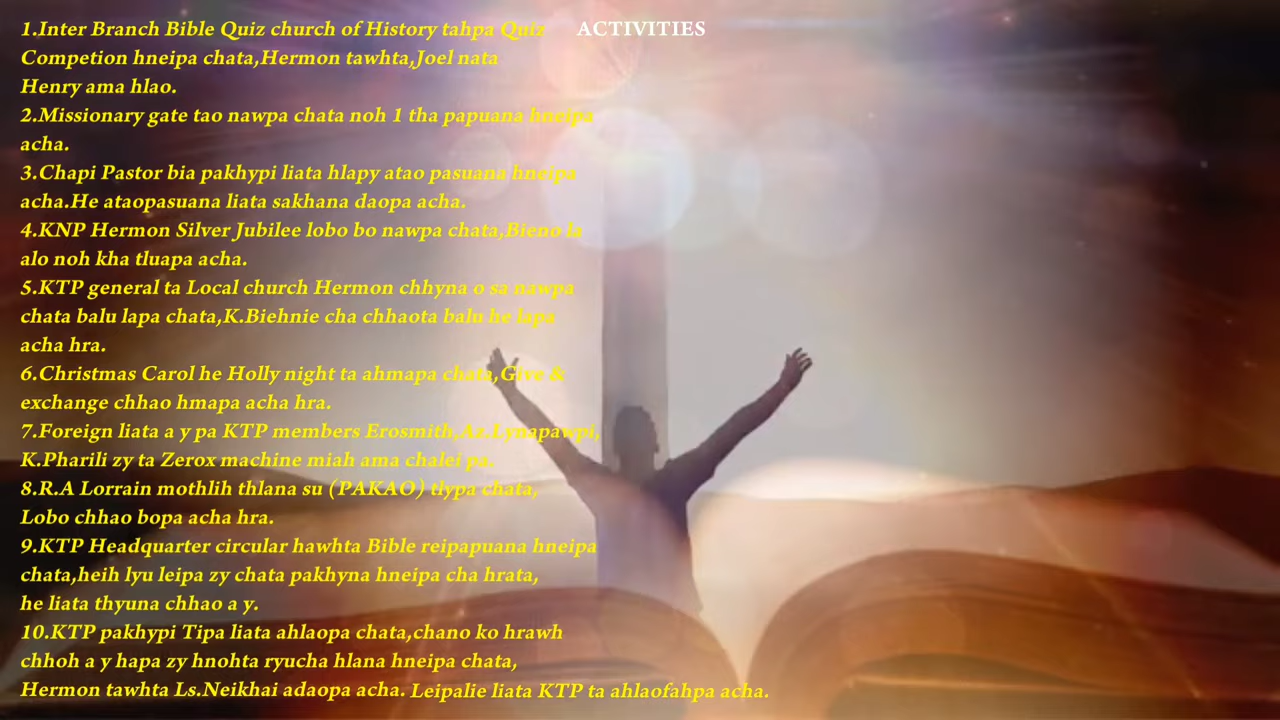 ACTIVITIES
1.Inter Branch Bible Quiz church of History tahpa Quiz
Competion hneipa chata,Hermon tawhta,Joel nata
Henry ama hlao.
2.Missionary gate tao nawpa chata noh 1 tha papuana hneipa
acha.
3.Chapi Pastor bia pakhypi liata hlapy atao pasuana hneipa
acha.He ataopasuana liata sakhana daopa acha.
4.KNP Hermon Silver Jubilee lobo bo nawpa chata,Bieno la
alo noh kha tluapa acha.
5.KTP general ta Local church Hermon chhyna o sa nawpa
chata balu lapa chata,K.Biehnie cha chhaota balu he lapa
acha hra.
6.Christmas Carol he Holly night ta ahmapa chata,Give &
exchange chhao hmapa acha hra.
7.Foreign liata a y pa KTP members Erosmith,Az.Lynapawpi,
K.Pharili zy ta Zerox machine miah ama chalei pa.
8.R.A Lorrain mothlih thlana su (PAKAO) tlypa chata,
Lobo chhao bopa acha hra.
9.KTP Headquarter circular hawhta Bible reipapuana hneipa
chata,heih lyu leipa zy chata pakhyna hneipa cha hrata,
he liata thyuna chhao a y.
10.KTP pakhypi Tipa liata ahlaopa chata,chano ko hrawh
chhoh a y hapa zy hnohta ryucha hlana hneipa chata,
Hermon tawhta Ls.Neikhai adaopa acha. Leipalie liata KTP ta ahlaofahpa acha.